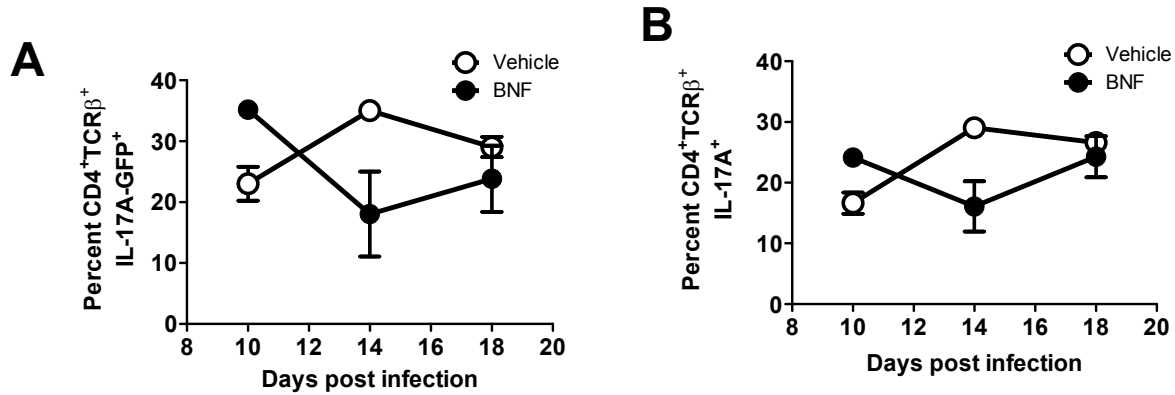 A
Vehicle
BNF
Percent CD4⁺TCRβ⁺
IL-17A-GFP⁺
40
30
20
10
0
8 10 12 14 16 18 20
Days post infection
B
Vehicle
BNF
Percent CD4⁺TCRβ⁺
IL-17A⁺
40
30
20
10
0
8 10 12 14 16 18 20
Days post infection